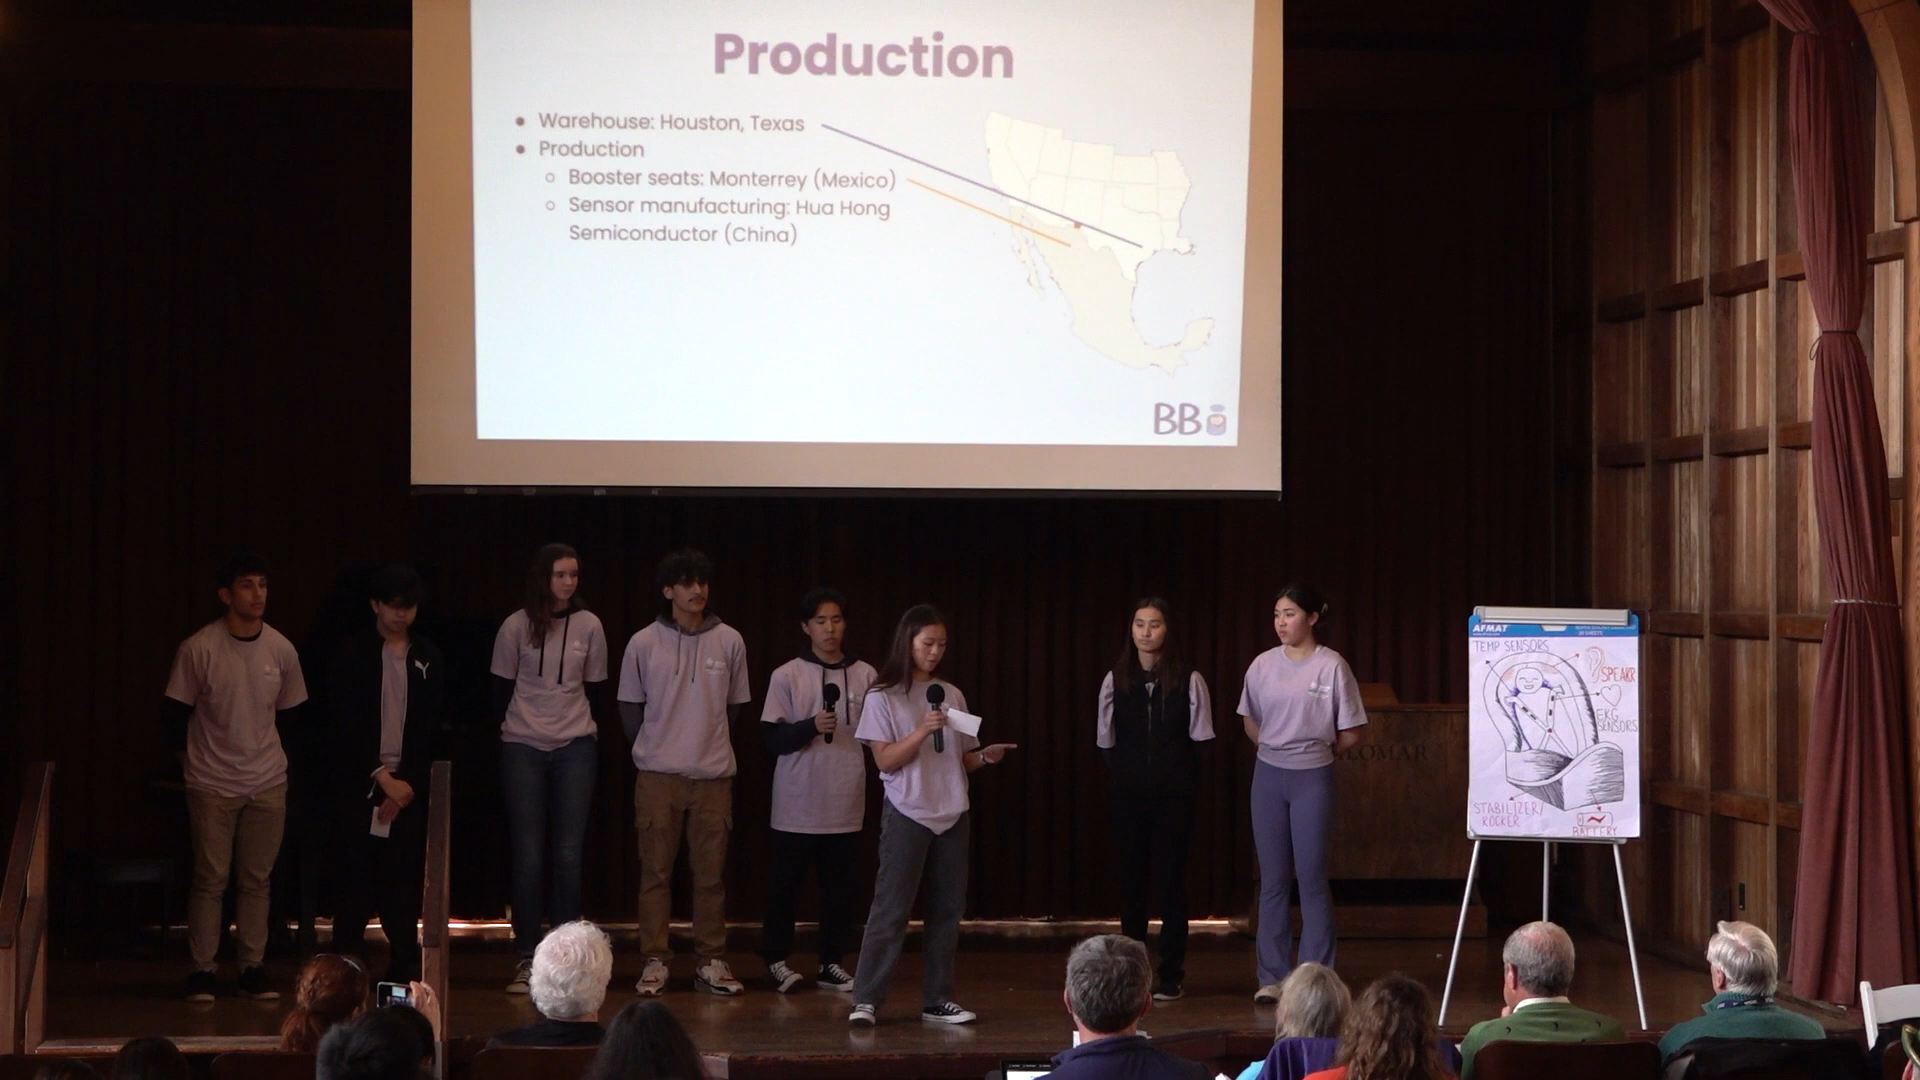 Production
Warehouse: Houston, Texas
Production
Booster seats: Monterrey (Mexico)
Sensor manufacturing: Hua Hong
Semiconductor (China)
BB
AFMAT
TEMP SENSORS
SPEAKR
EKG
SENSORS
STABILIZER/
ROCKER
BATTERY